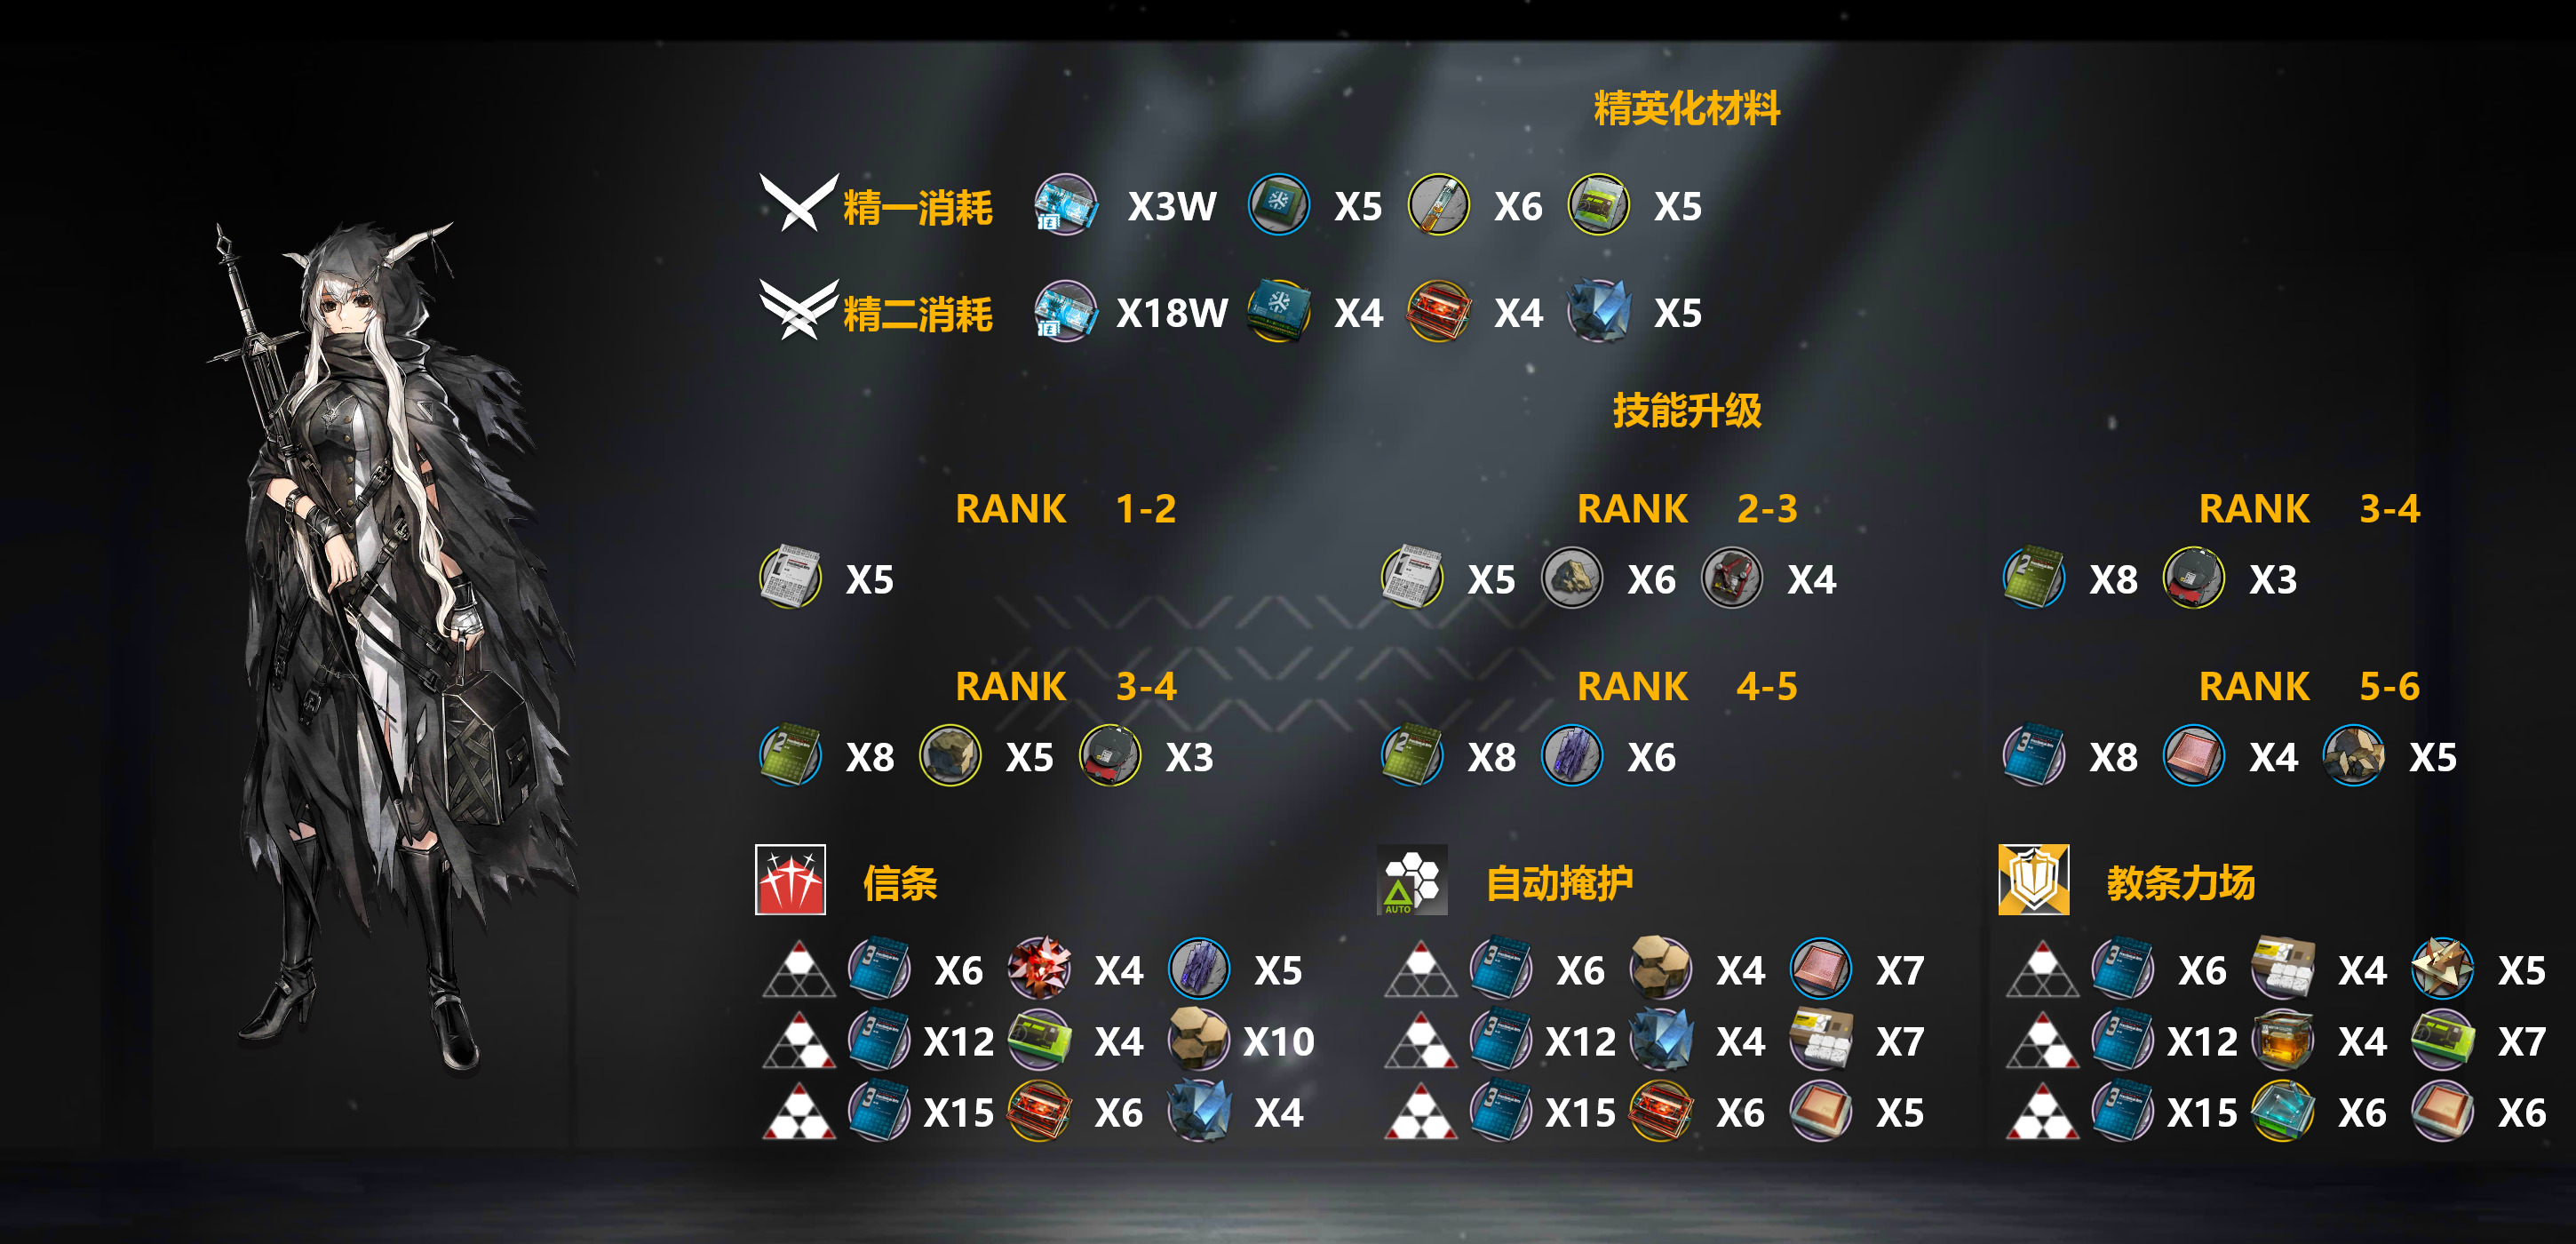 精英化材料
精一消耗 X3W X5 X6 X5
精二消耗 X18W X4 X4 X5
技能升级
RANK 1-2 RANK 2-3 RANK 3-4
X5 X5 X6 X4 X8 X3
RANK 3-4 RANK 4-5 RANK 5-6
X8 X5 X3 X8 X6 X8 X4 X5
信条 AUTO 自动掩护 教条力场
X6 X4 X5 X6 X4 X7 X6 X4 X5
X12 X4 X10 X12 X4 X7 X12 X4 X7
X15 X6 X4 X15 X6 X5 X15 X6 X6